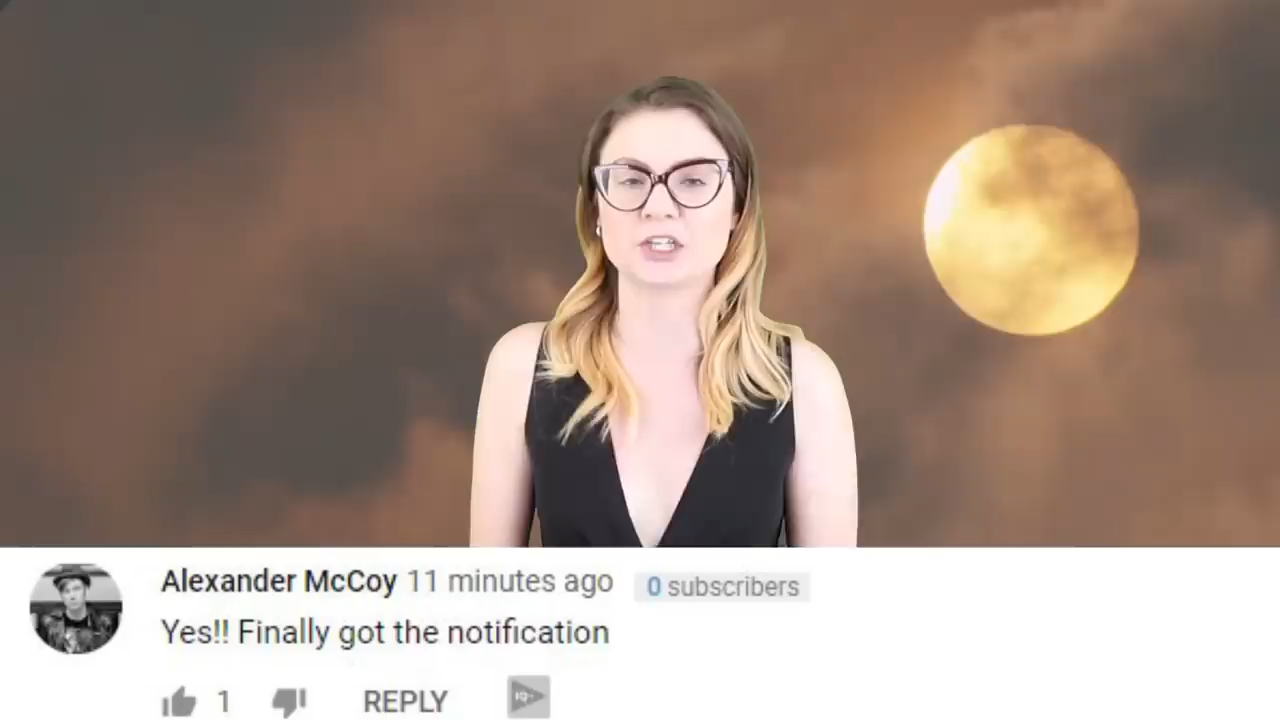 Alexander McCoy 11 minutes ago 0 subscribers
Yes!! Finally got the notification
1 REPLY